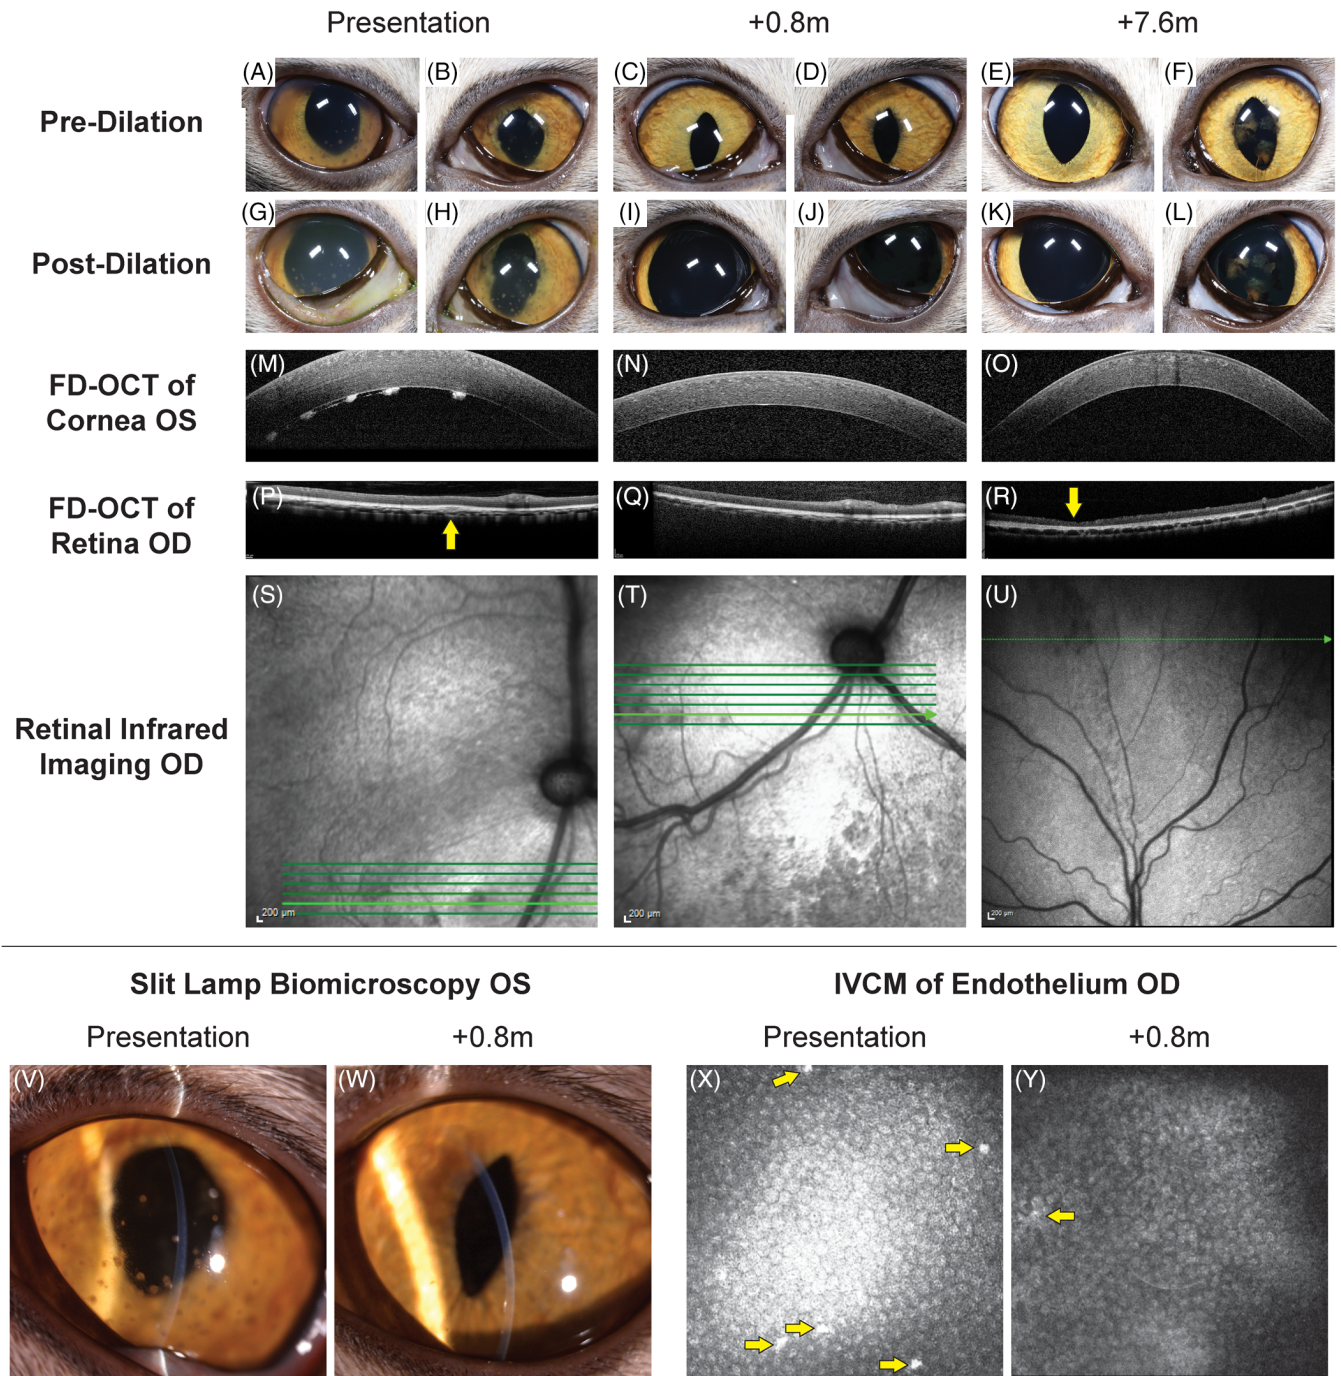 Presentation +0.8m +7.6m
Pre-Dilation
(A) (B) (C) (D) (E) (F)
Post-Dilation
(G) (H) (I) (J) (K) (L)
FD-OCT of
Cornea OS
(M) (N) (O)
FD-OCT of
Retina OD
(P) (Q) (R)
Retinal Infrared
Imaging OD
(S) (T) (U)
200 µm 200 µm 200 µm
Slit Lamp Biomicroscopy OS IVCM of Endothelium OD
Presentation +0.8m Presentation +0.8m
(V) (W) (X) (Y)